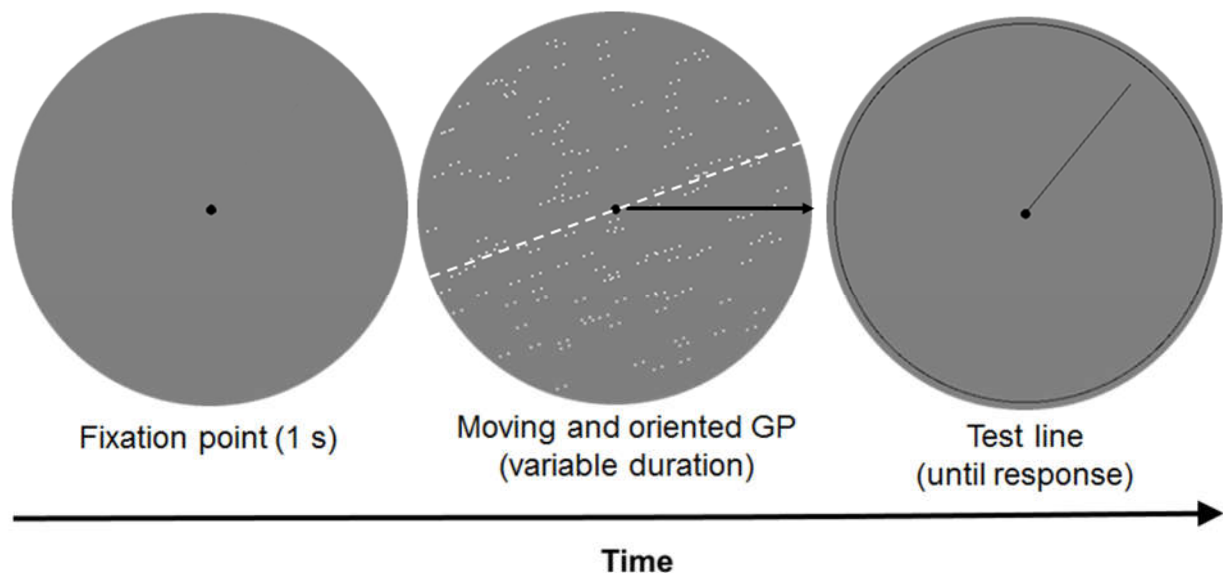 Fixation point (1 s)
Moving and oriented GP
(variable duration)
Test line
(until response)
Time